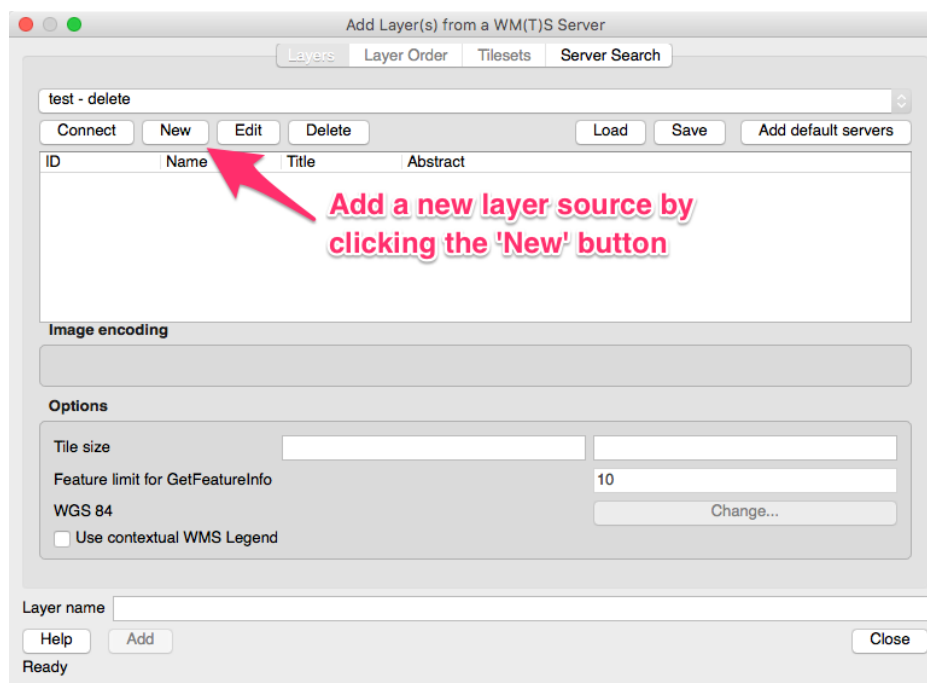 Add Layer(s) from a WM(T)S Server
Layers Layer Order Tilesets Server Search
test - delete
Connect New Edit Delete Load Save Add default servers
ID Name Title Abstract
Add a new layer source by
clicking the 'New' button
Image encoding
Options
Tile size
Feature limit for GetFeatureInfo 10
WGS 84 Change...
Use contextual WMS Legend
Layer name
Help Add Close
Ready